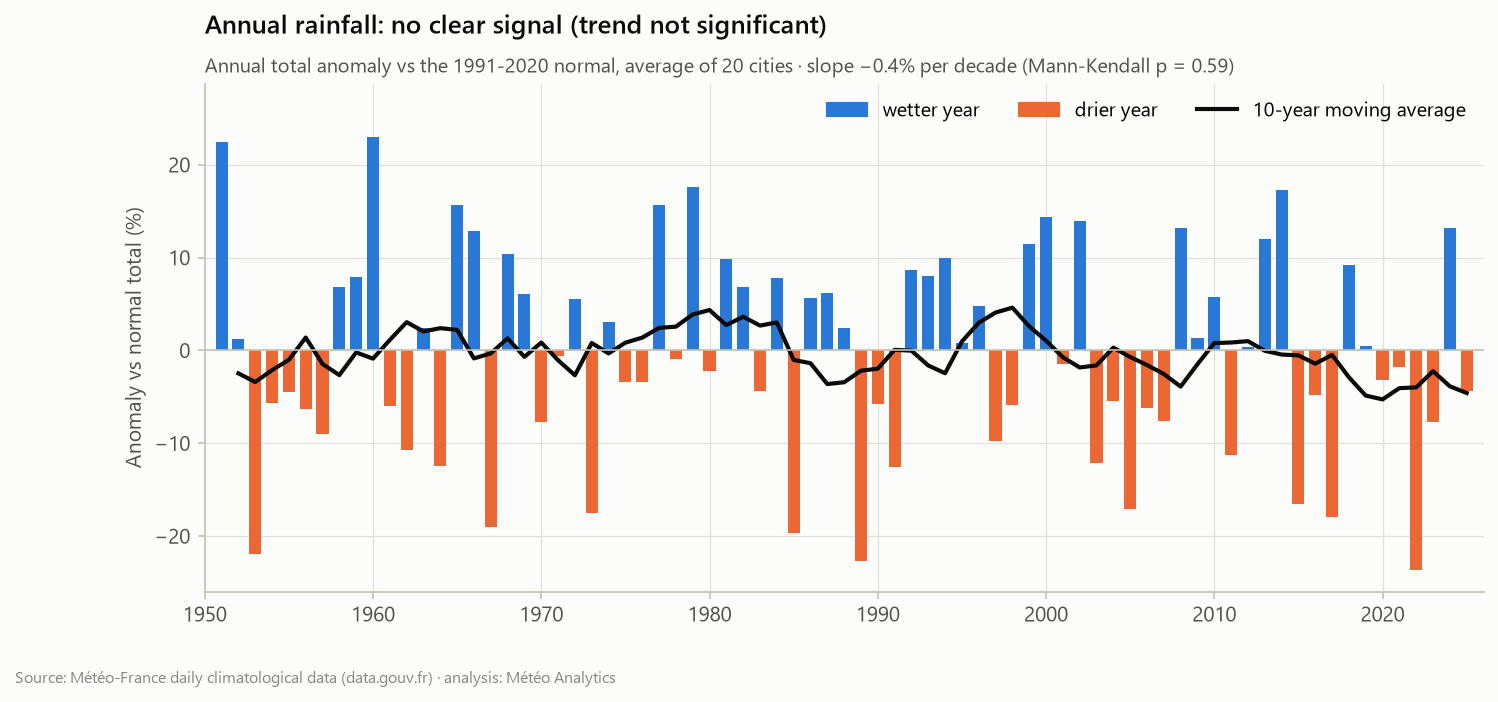 Annual rainfall: no clear signal (trend not significant)
Annual total anomaly vs the 1991-2020 normal, average of 20 cities · slope −0.4% per decade (Mann-Kendall p = 0.59)
wetter year
drier year
10-year moving average
Anomaly vs normal total (%)
20
10
0
−10
−20
1950
1960
1970
1980
1990
2000
2010
2020
Source: Météo-France daily climatological data (data.gouv.fr) · analysis: Météo Analytics